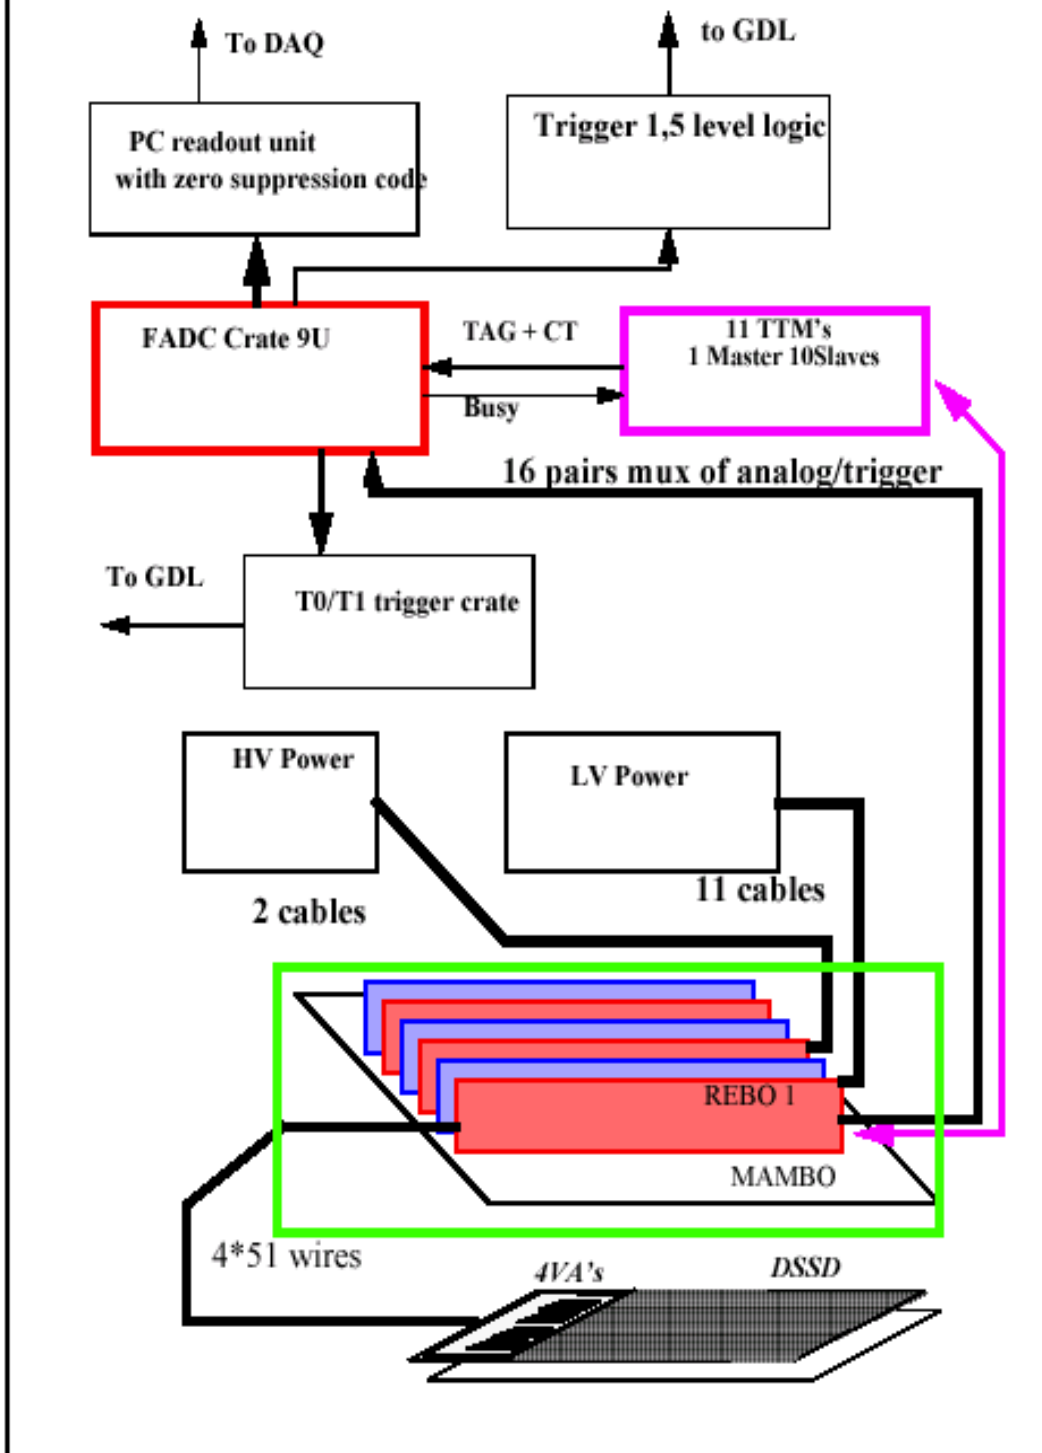 To DAQ
to GDL
PC readout unit
with zero suppression code
Trigger 1,5 level logic
FADC Crate 9U
TAG + CT
Busy
11 TTM's
1 Master 10Slaves
16 pairs mux of analog/trigger
To GDL
T0/T1 trigger crate
HV Power
LV Power
2 cables
11 cables
REBO 1
MAMBO
4*51 wires
4VA's
DSSD